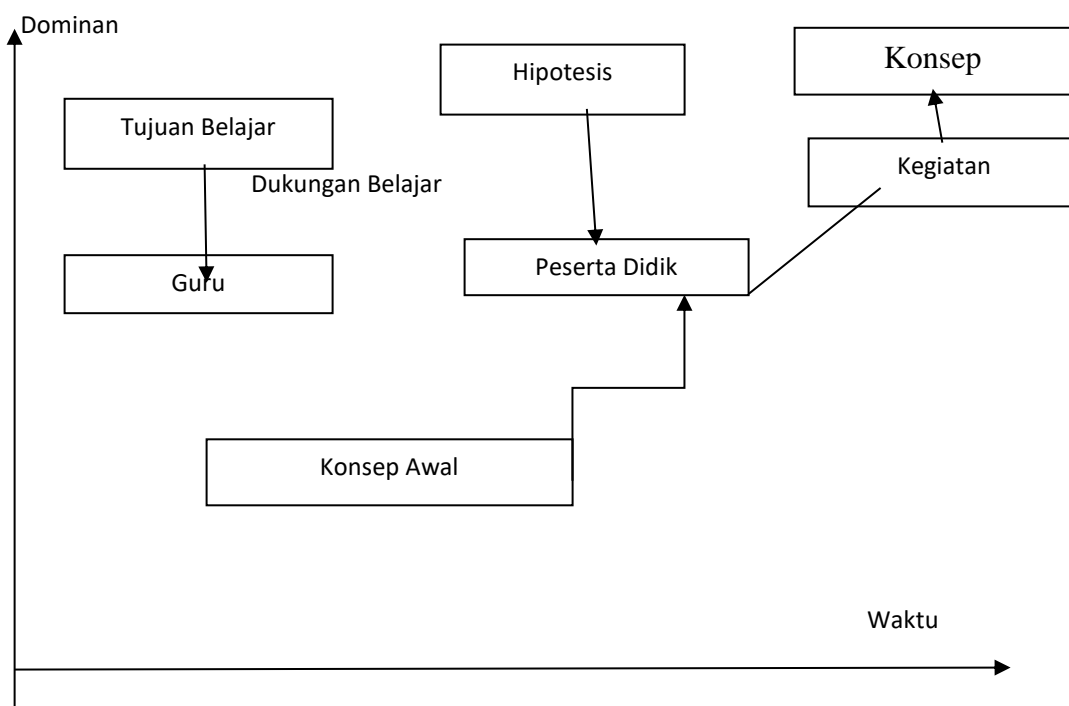 Dominan
Hipotesis
Konsep
Tujuan Belajar
Kegiatan
Dukungan Belajar
Peserta Didik
Guru
Konsep Awal
Waktu